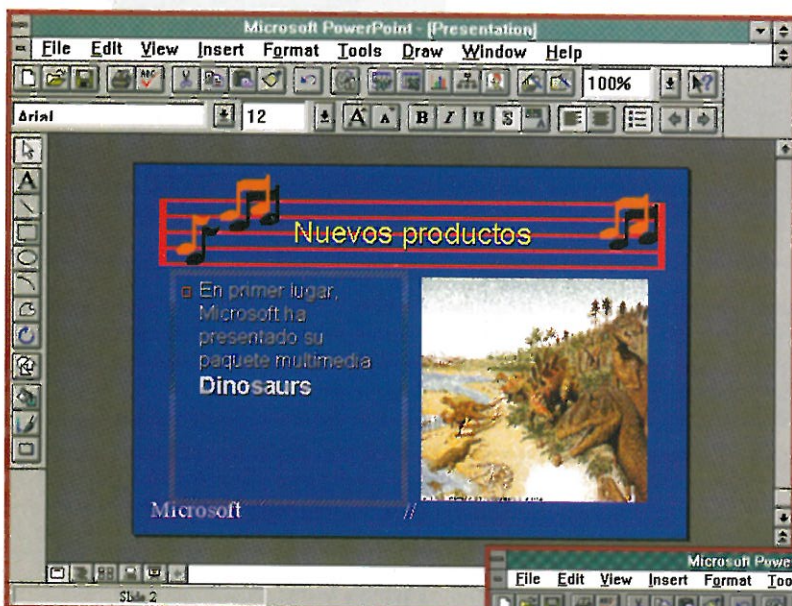 Microsoft PowerPoint - [Presentation]
File Edit View Insert Format Tools Draw Window Help
100%
Arial 12 A A B I U S
A
Nuevos productos
En primer lugar,
Microsoft ha
presentado su
paquete multimedia
Dinosaurs
Microsoft //
Slide 2
Microsoft Powe
File Edit View Insert Format Too